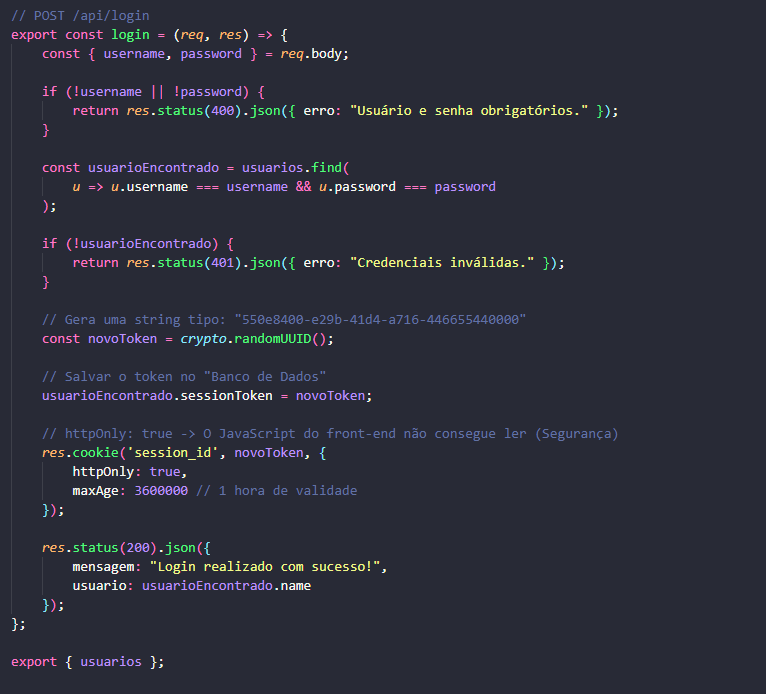 // POST /api/login
export const login = (req, res) => {
    const { username, password } = req.body;

    if (!username || !password) {
        return res.status(400).json({ erro: "Usuário e senha obrigatórios." });
    }

    const usuarioEncontrado = usuarios.find(
        u => u.username === username && u.password === password
    );

    if (!usuarioEncontrado) {
        return res.status(401).json({ erro: "Credenciais inválidas." });
    }

    // Gera uma string tipo: "550e8400-e29b-41d4-a716-446655440000"
    const novoToken = crypto.randomUUID();

    // Salvar o token no "Banco de Dados"
    usuarioEncontrado.sessionToken = novoToken;

    // httpOnly: true -> O JavaScript do front-end não consegue ler (Segurança)
    res.cookie('session_id', novoToken, {
        httpOnly: true,
        maxAge: 3600000 // 1 hora de validade
    });

    res.status(200).json({
        mensagem: "Login realizado com sucesso!",
        usuario: usuarioEncontrado.name
    });
};

export { usuarios };